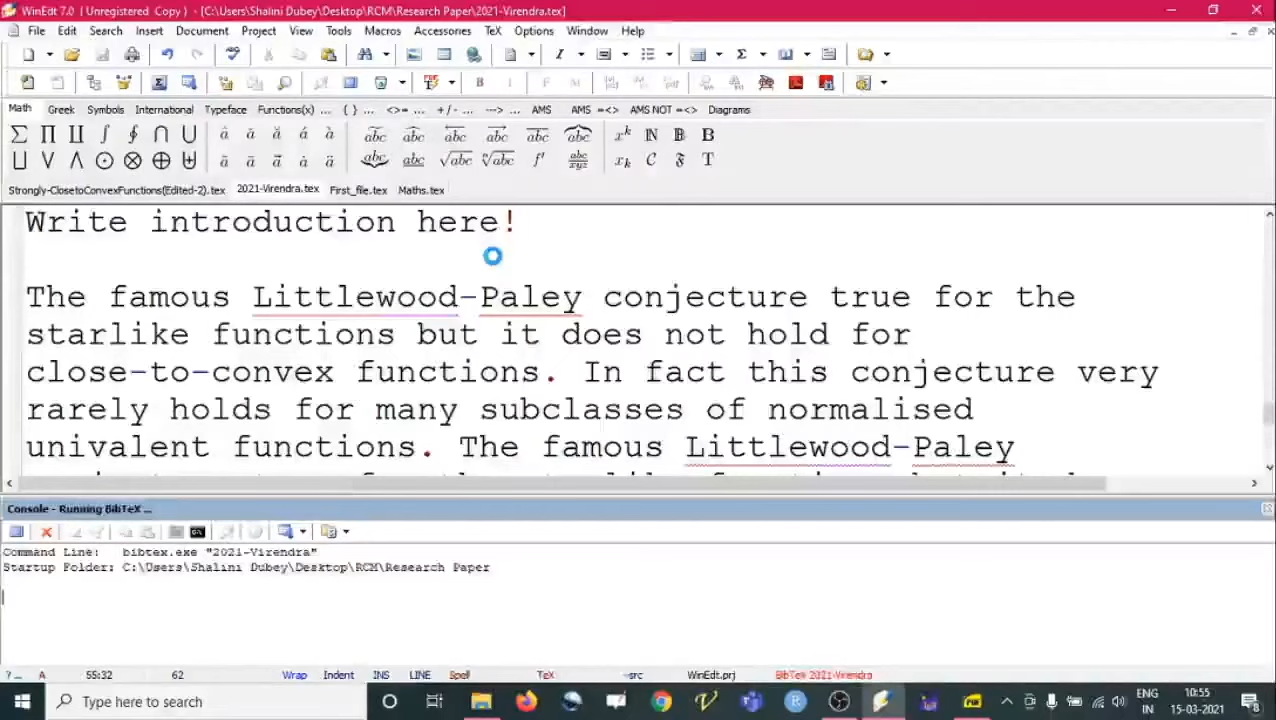 WinEdt 7.0 ( Unregistered Copy ) - [C:\Users\Shalini Dubey\Desktop\RCM\Research Paper\2021-Virendra.tex]
File Edit Search Insert Document Project View Tools Macros Accessories TeX Options Window Help
Math Greek Symbols International Typeface Functions(x) ... { } ... <>= ... +/- ... ---> ... AMS AMS =<> AMS NOT =<> Diagrams
Strongly-ClosetoConvexFunctions(Edited-2).tex 2021-Virendra.tex First_file.tex Maths.tex
Write introduction here!
The famous Littlewood-Paley conjecture true for the
starlike functions but it does not hold for
close-to-convex functions. In fact this conjecture very
rarely holds for many subclasses of normalised
univalent functions. The famous Littlewood-Paley
Console - Running BibTeX ...
Command Line: bibtex.exe "2021-Virendra"
Startup Folder: C:\Users\Shalini Dubey\Desktop\RCM\Research Paper
? ... A 55:32 62 Wrap Indent INS LINE Spell TeX --src WinEdt.prj BibTex 2021-Virendra
Type here to search
ENG 10:55
IN 15-03-2021